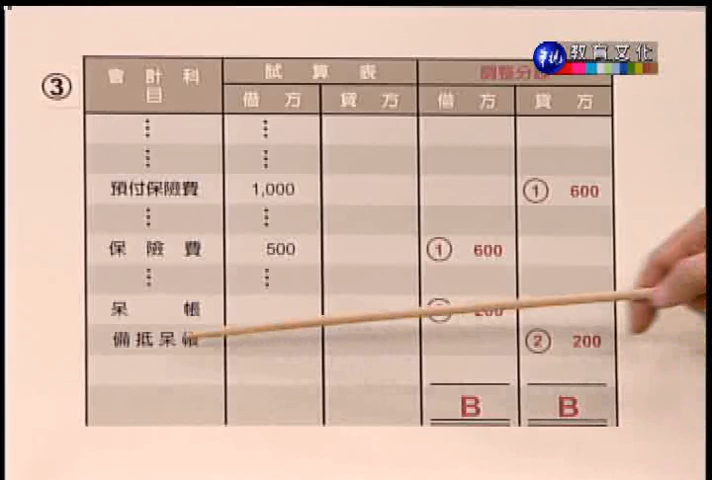 華視 教育文化
③
會計科目 試算表 調整分錄
借方 貸方 借方 貸方
預付保險費 1,000 ① 600
保險費 500 ① 600
呆帳 200
備抵呆帳 ② 200
B B